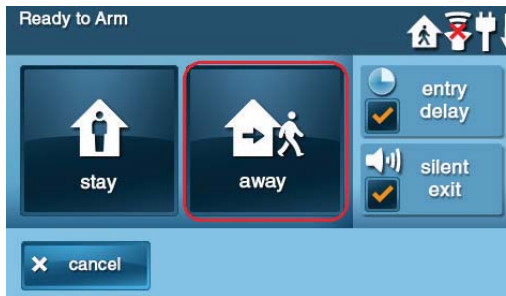 Ready to Arm
stay
away
entry
delay
silent
exit
cancel